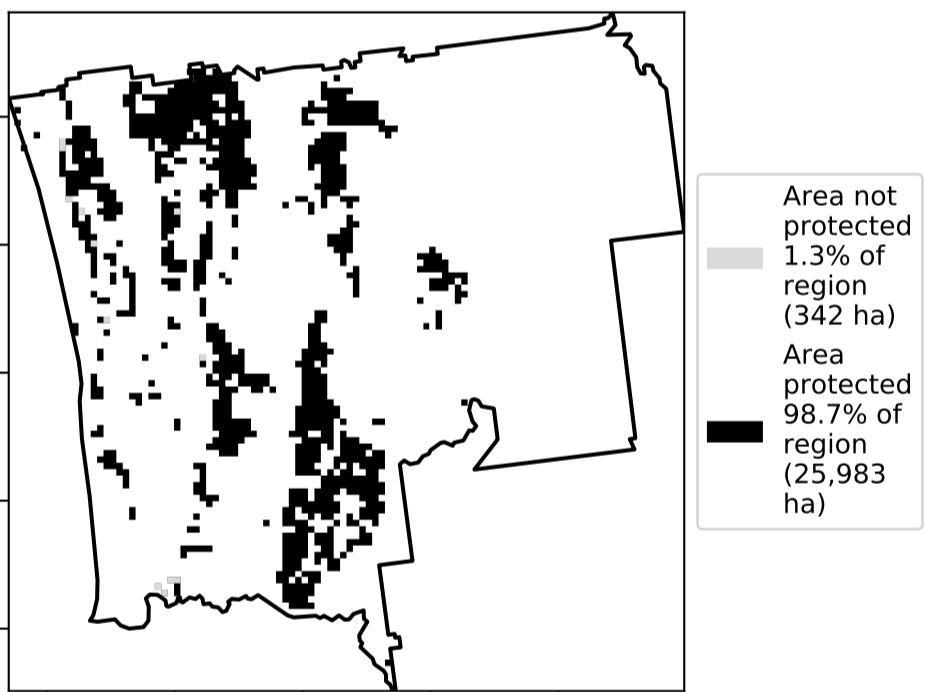 Area not
protected
1.3% of
region
(342 ha)
Area
protected
98.7% of
region
(25,983
ha)